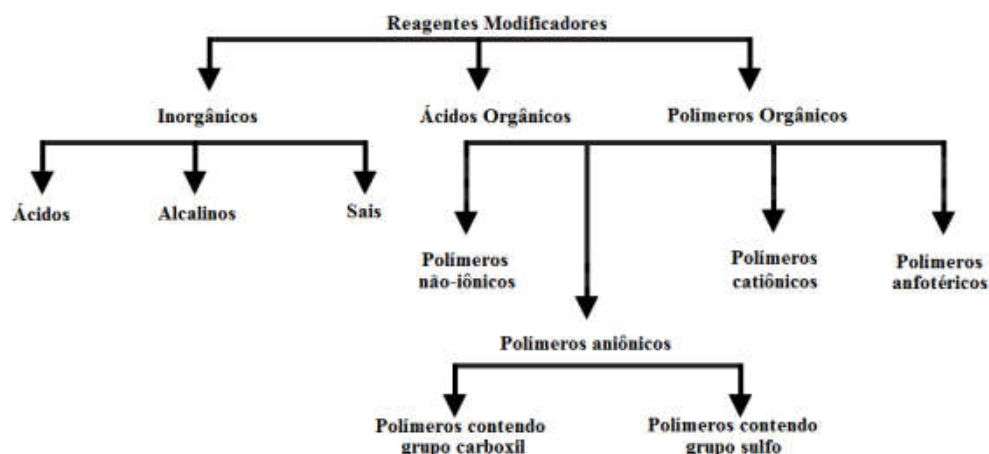 Reagentes Modificadores
Inorgânicos
Ácidos Orgânicos
Polímeros Orgânicos
Ácidos
Alcalinos
Sais
Polímeros
não-iônicos
Polímeros
catiônicos
Polímeros
anfotéricos
Polímeros aniônicos
Polímeros contendo
grupo carboxil
Polímeros contendo
grupo sulfo